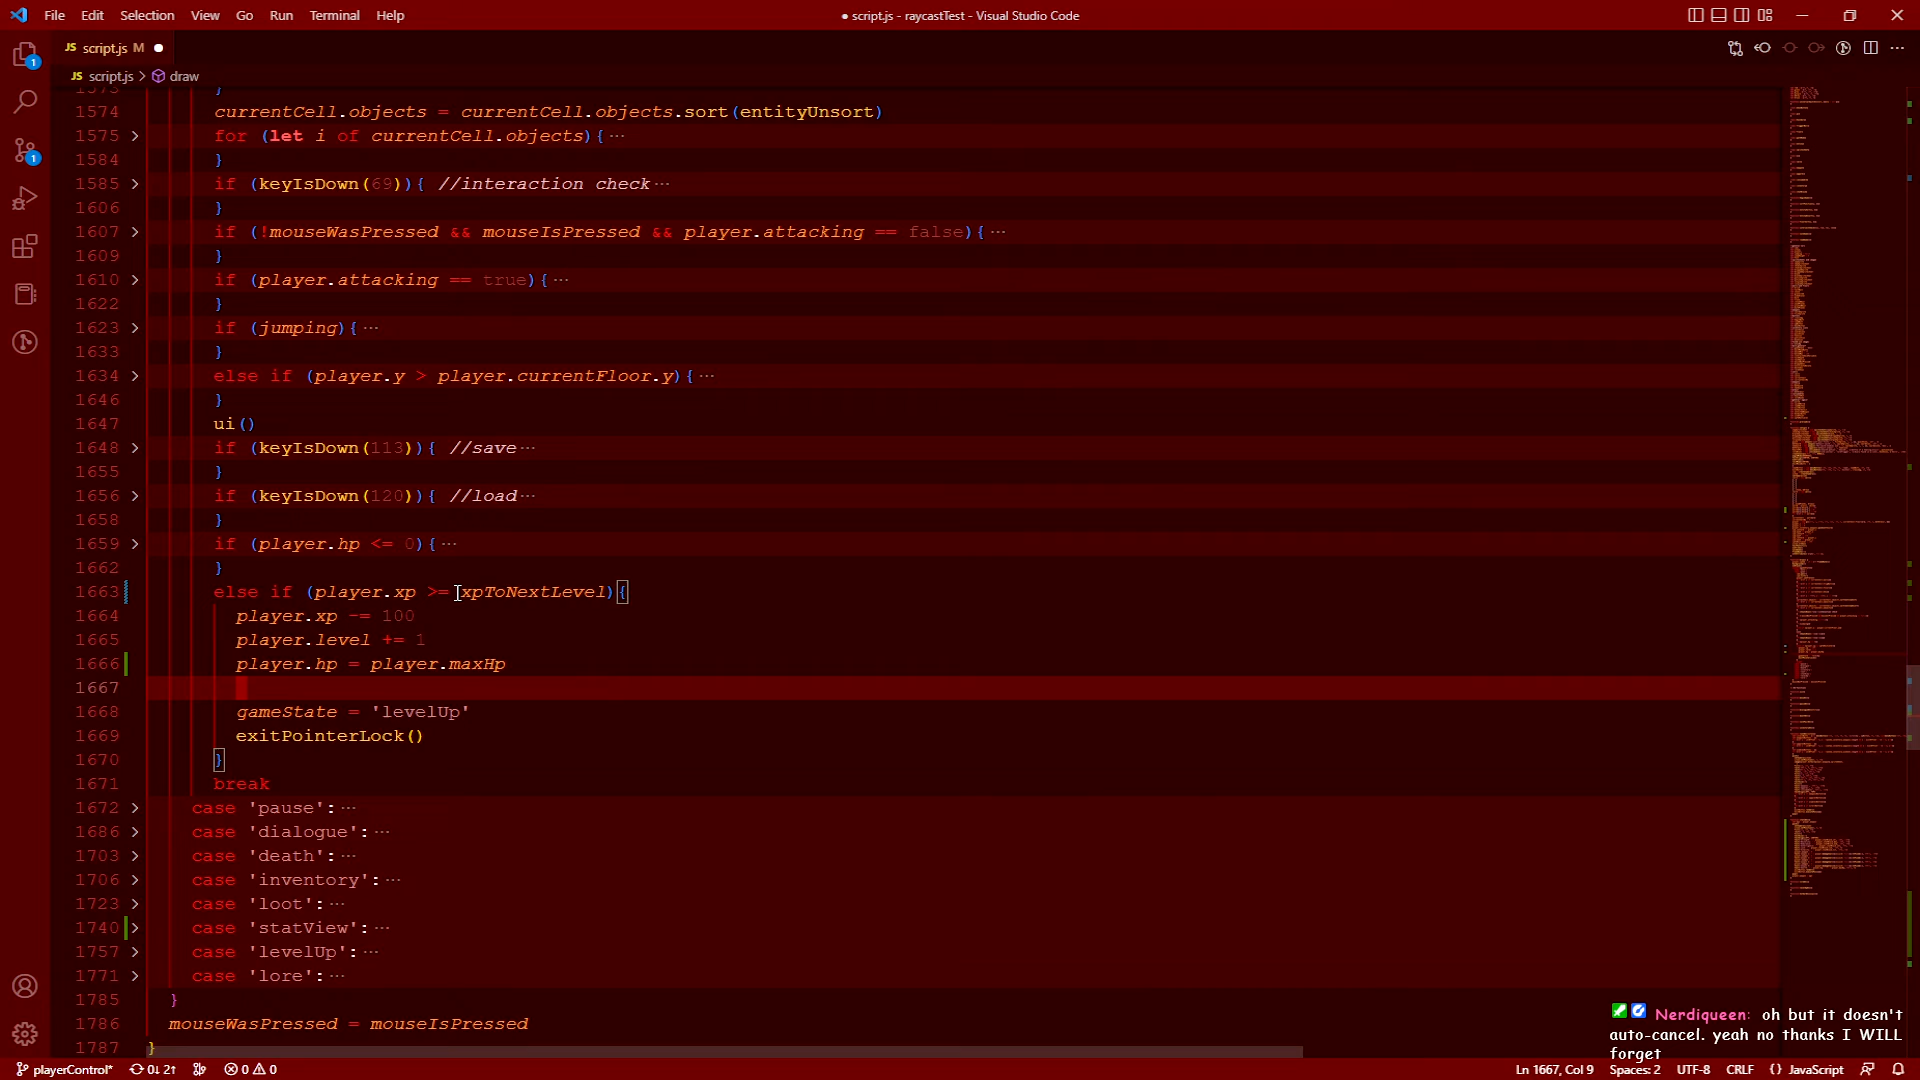 File Edit Selection View Go Run Terminal Help
● script.js - raycastTest - Visual Studio Code
JS script.js M ●
JS script.js > draw
1573 }
1574 currentCell.objects = currentCell.objects.sort(entityUnsort)
1575 for (let i of currentCell.objects){ ···
1584 }
1585 if (keyIsDown(69)){ //interaction check ···
1606 }
1607 if (!mouseWasPressed && mouseIsPressed && player.attacking == false){ ···
1609 }
1610 if (player.attacking == true){ ···
1622 }
1623 if (jumping){ ···
1633 }
1634 else if (player.y > player.currentFloor.y){ ···
1646 }
1647 ui()
1648 if (keyIsDown(113)){ //save ···
1655 }
1656 if (keyIsDown(120)){ //load ···
1658 }
1659 if (player.hp <= 0){ ···
1662 }
1663 else if (player.xp >= xpToNextLevel){
1664 player.xp -= 100
1665 player.level += 1
1666 player.hp = player.maxHp
1667
1668 gameState = 'levelUp'
1669 exitPointerLock()
1670 }
1671 break
1672 case 'pause': ···
1686 case 'dialogue': ···
1703 case 'death': ···
1706 case 'inventory': ···
1723 case 'loot': ···
1740 case 'statView': ···
1757 case 'levelUp': ···
1771 case 'lore': ···
1785 }
1786 mouseWasPressed = mouseIsPressed
1787 }
Nerdiqueen: oh but it doesn't
auto-cancel. yeah no thanks I WILL
forget
playerControl* 0↓ 2↑ 0 0 Ln 1667, Col 9 Spaces: 2 UTF-8 CRLF {} JavaScript